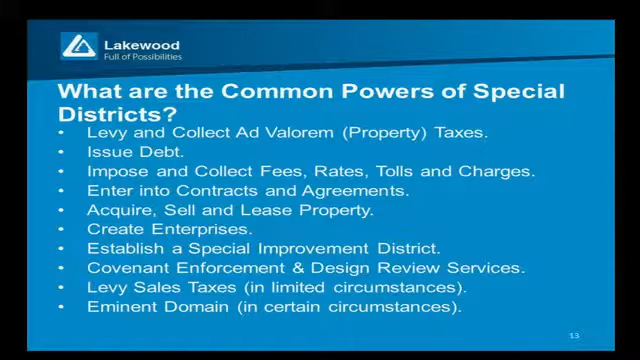 Lakewood
Full of Possibilities
What are the Common Powers of Special
Districts?
• Levy and Collect Ad Valorem (Property) Taxes.
• Issue Debt.
• Impose and Collect Fees, Rates, Tolls and Charges.
• Enter into Contracts and Agreements.
• Acquire, Sell and Lease Property.
• Create Enterprises.
• Establish a Special Improvement District.
• Covenant Enforcement & Design Review Services.
• Levy Sales Taxes (in limited circumstances).
• Eminent Domain (in certain circumstances).
13